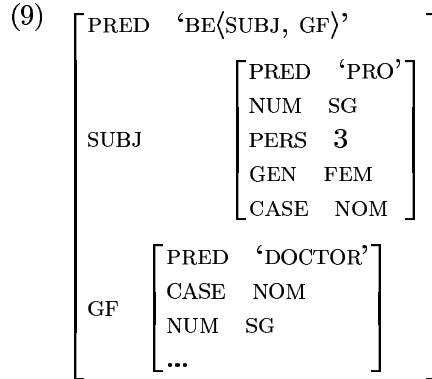 (9) PRED ‘BE⟨SUBJ, GF⟩’
PRED ‘PRO’
NUM SG
SUBJ PERS 3
GEN FEM
CASE NOM
PRED ‘DOCTOR’
CASE NOM
GF NUM SG
...